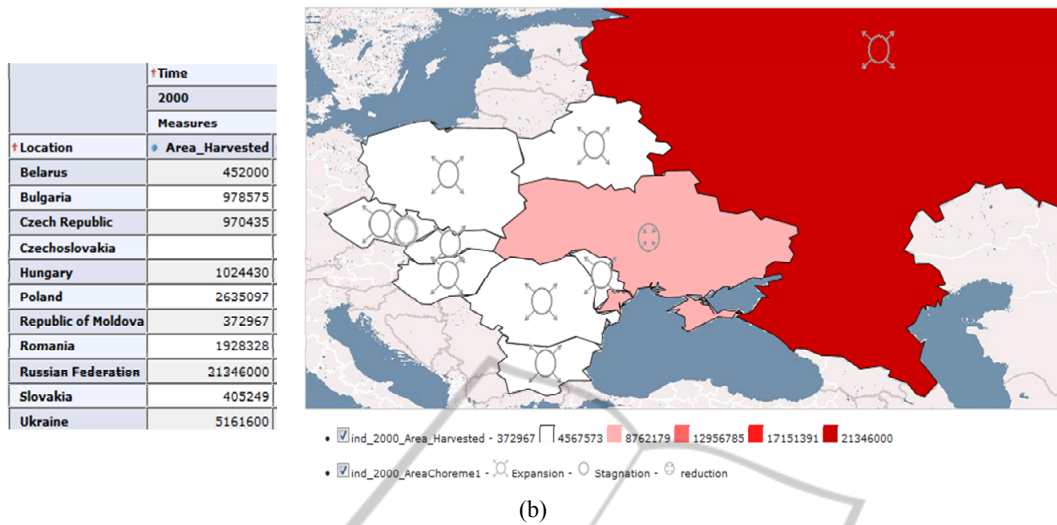 ↑Time
2000
Measures
↑Location Area_Harvested
Belarus 452000
Bulgaria 978575
Czech Republic 970435
Czechoslovakia
Hungary 1024430
Poland 2635097
Republic of Moldova 372967
Romania 1928328
Russian Federation 21346000
Slovakia 405249
Ukraine 5161600
• ind_2000_Area_Harvested - 372967 4567573 8762179 12956785 17151391 21346000
• ind_2000_AreaChoreme1 - Expansion - Stagnation - reduction
(b)